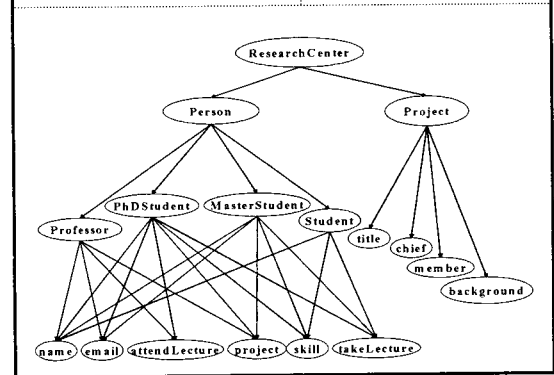 ResearchCenter
Person
Project
PhDStudent
MasterStudent
Student
Professor
title
chief
member
background
name
email
attendLecture
project
skill
takeLecture